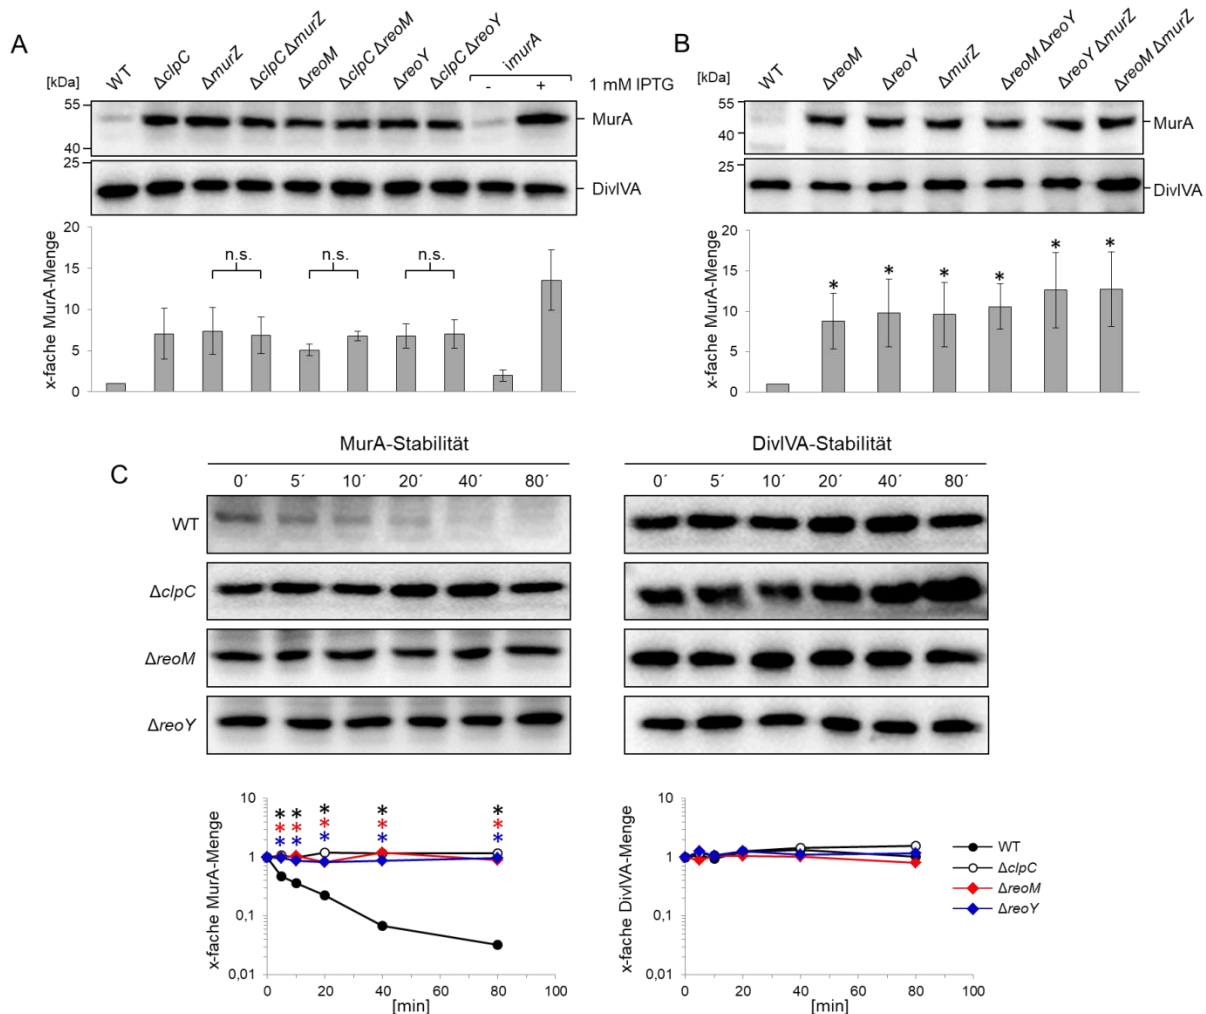 A
[kDa]
WT
ΔclpC
ΔmurZ
ΔclpC ΔmurZ
ΔreoM
ΔclpC ΔreoM
ΔreoY
ΔclpC ΔreoY
imurA
- + 1 mM IPTG
55
40
MurA
25
DivIVA
x-fache MurA-Menge
20
15
10
5
0
n.s. n.s. n.s.
B
[kDa]
WT
ΔreoM
ΔreoY
ΔmurZ
ΔreoM ΔreoY
ΔreoY ΔmurZ
ΔreoM ΔmurZ
55
40
MurA
25
15
DivIVA
x-fache MurA-Menge
20
15
10
5
0
* * * * * *
C
MurA-Stabilität
0´ 5´ 10´ 20´ 40´ 80´
DivIVA-Stabilität
0´ 5´ 10´ 20´ 40´ 80´
WT
ΔclpC
ΔreoM
ΔreoY
x-fache MurA-Menge
10
1
0,1
0,01
* * * * *
* * * * *
* * * * *
0 20 40 60 80 100
[min]
x-fache DivIVA-Menge
10
1
0,1
0,01
0 20 40 60 80 100
[min]
WT
ΔclpC
ΔreoM
ΔreoY